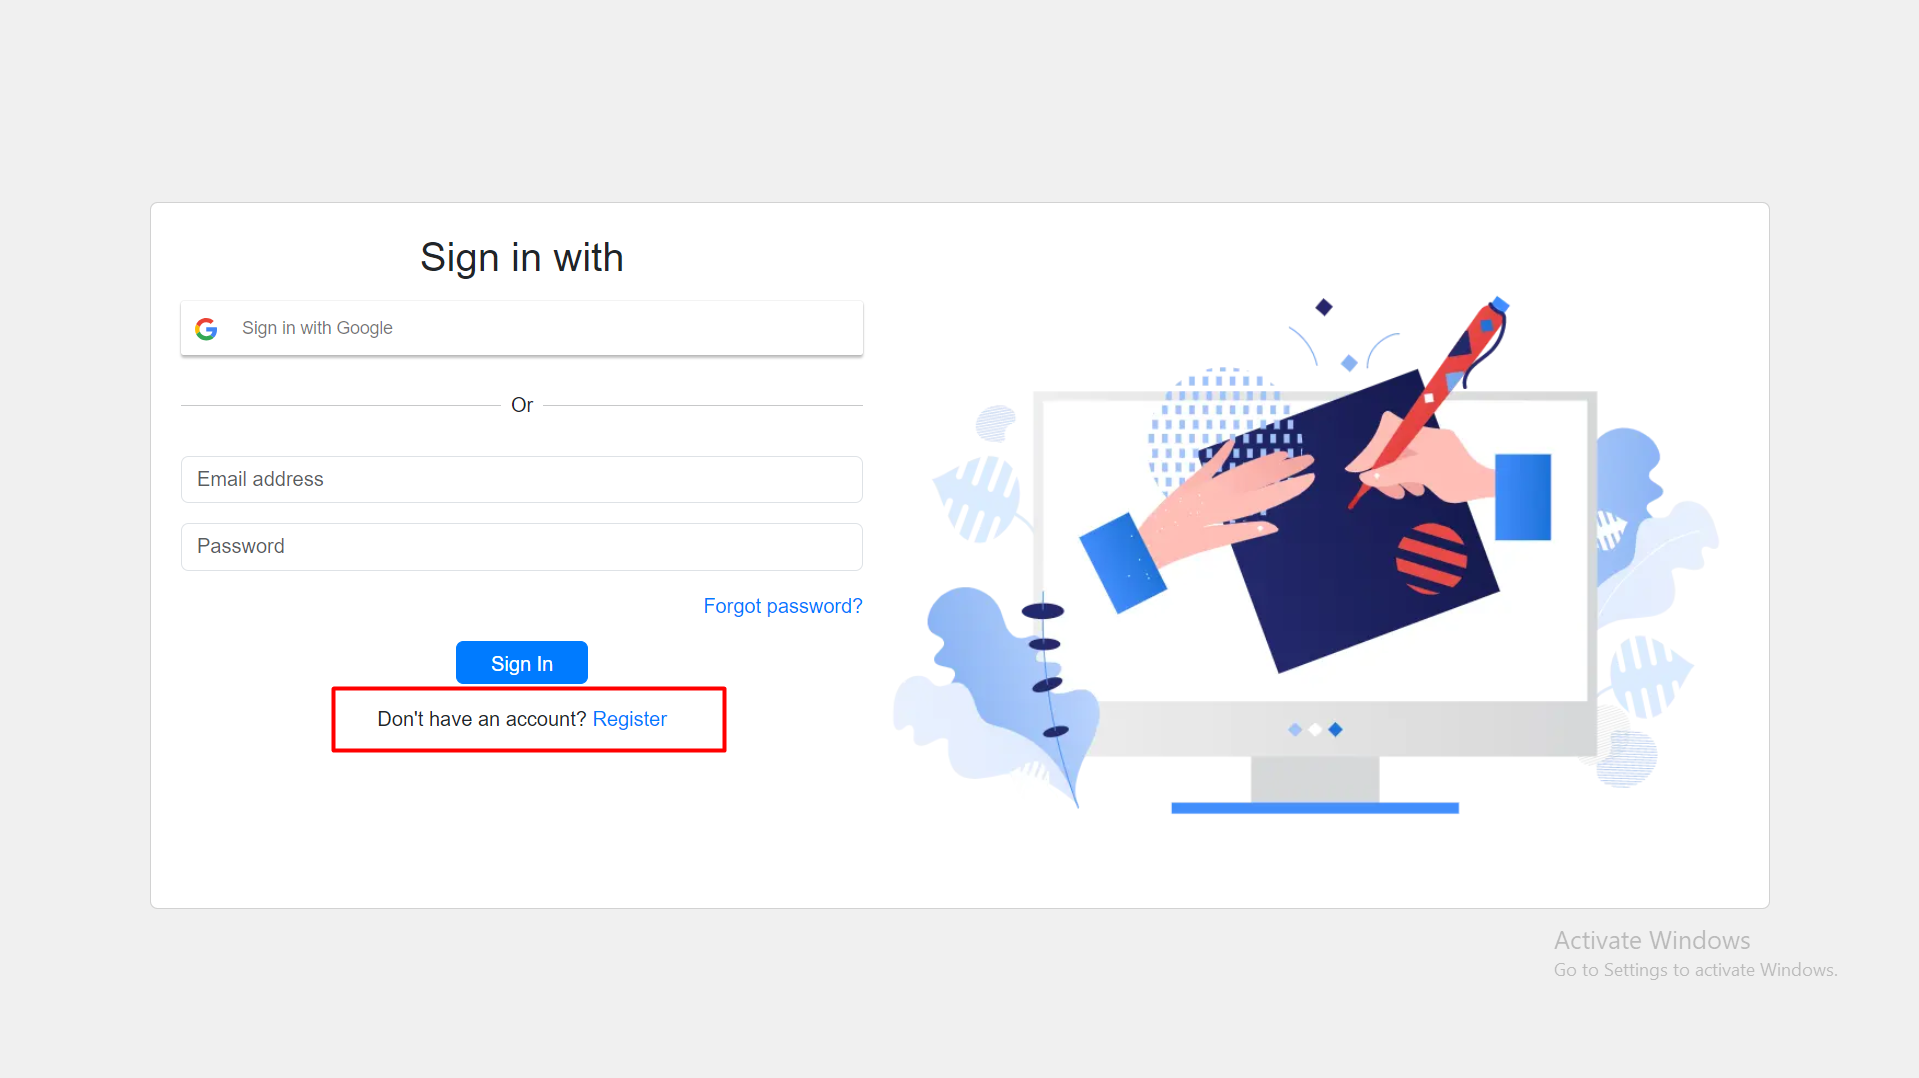 Sign in with
Sign in with Google
Or
Email address
Password
Forgot password?
Sign In
Don't have an account? Register
Activate Windows
Go to Settings to activate Windows.